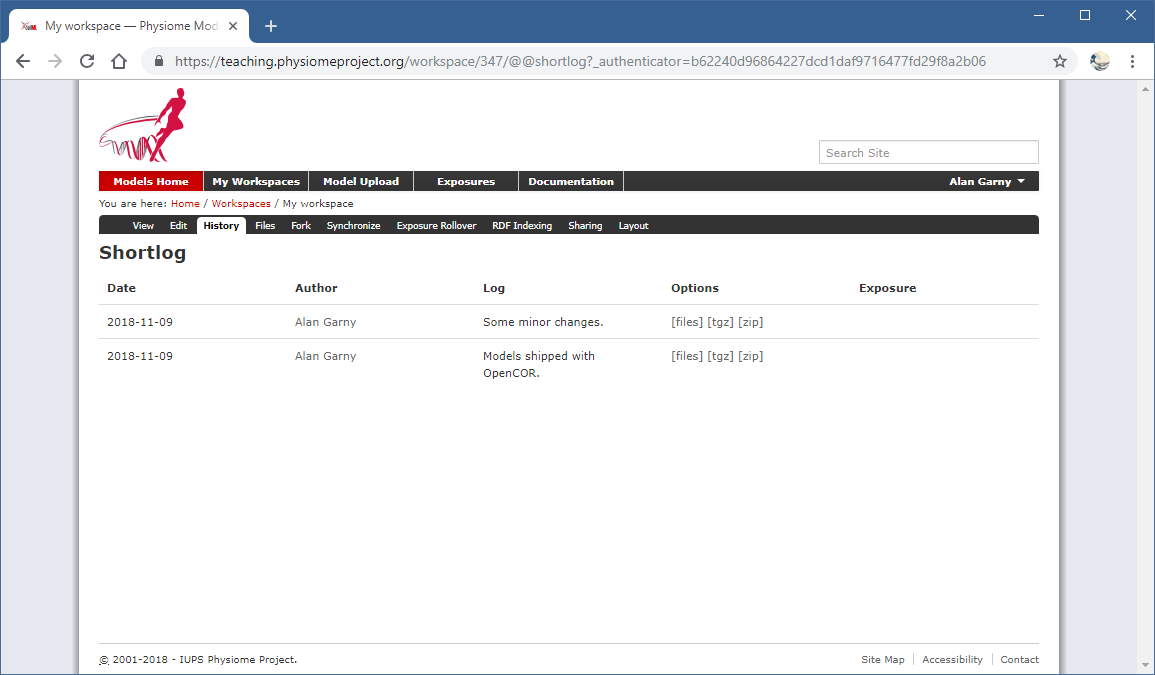 My workspace — Physiome Mod
https://teaching.physiomeproject.org/workspace/347/@@shortlog?_authenticator=b62240d96864227dcd1daf9716477fd29f8a2b06
Search Site
Models Home My Workspaces Model Upload Exposures Documentation Alan Garny
You are here: Home / Workspaces / My workspace
View Edit History Files Fork Synchronize Exposure Rollover RDF Indexing Sharing Layout
Shortlog
Date Author Log Options Exposure
2018-11-09 Alan Garny Some minor changes. [files] [tgz] [zip]
2018-11-09 Alan Garny Models shipped with [files] [tgz] [zip]
OpenCOR.
© 2001-2018 - IUPS Physiome Project. Site Map Accessibility Contact